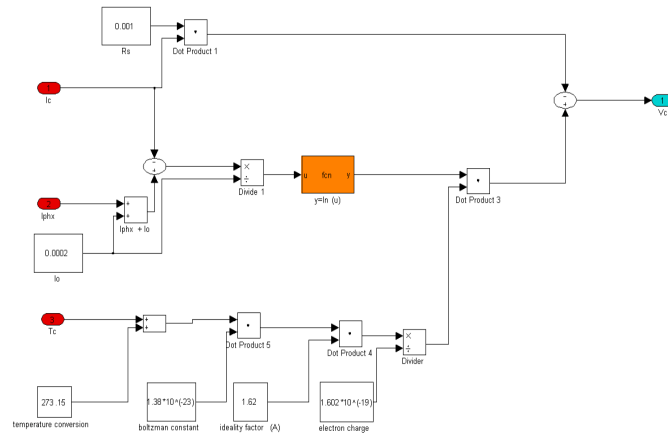 0.001
Rs
Dot Product 1
1
Ic
1
Vc
Divide 1
u fcn y
y=ln (u)
Dot Product 3
2
Iphx
Iphx + Io
0.0002
Io
3
Tc
Dot Product 5
Dot Product 4
Divider
273 .15
temperature conversion
1.38*10^(-23)
boltzman constant
1.62
ideality factor (A)
1.602 *10^(-19)
electron charge